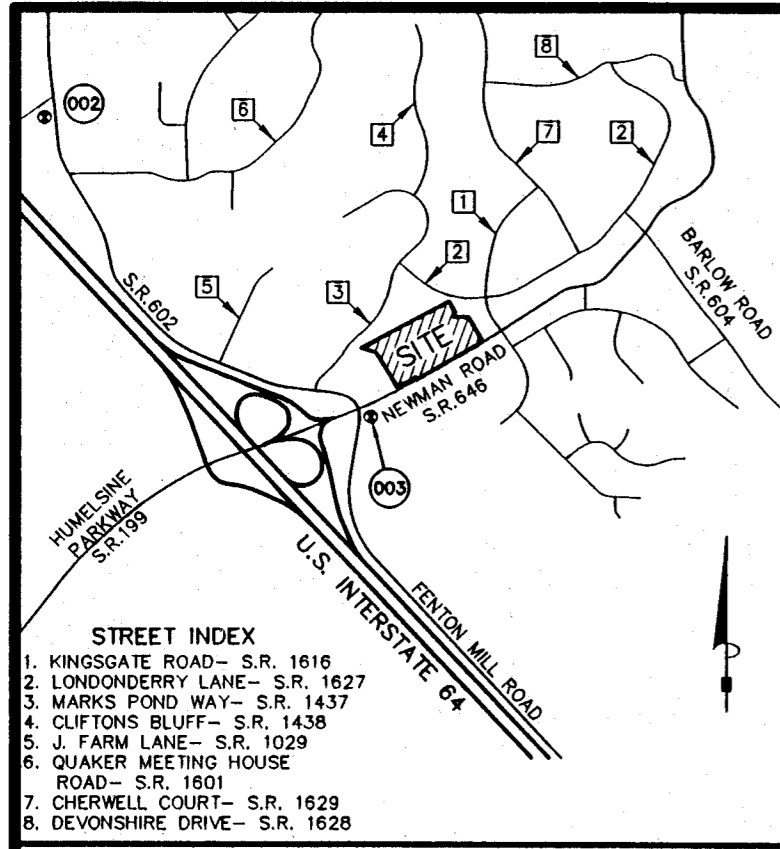 002
8
6
4
7
2
1
BARLOW ROAD
S.R.604
S.R.602
5
2
3
SITE
NEWMAN ROAD
S.R.646
003
HUMELSINE
PARKWAY
S.R.199
U.S. INTERSTATE 64
FENTON MILL ROAD
STREET INDEX
1. KINGSGATE ROAD- S.R. 1616
2. LONDONDERRY LANE- S.R. 1627
3. MARKS POND WAY- S.R. 1437
4. CLIFTONS BLUFF- S.R. 1438
5. J. FARM LANE- S.R. 1029
6. QUAKER MEETING HOUSE
ROAD- S.R. 1601
7. CHERWELL COURT- S.R. 1629
8. DEVONSHIRE DRIVE- S.R. 1628